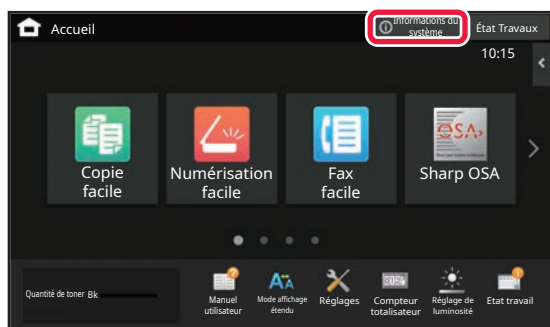 Accueil
Informations du
système
État Travaux
10:15
Copie
facile
Numérisation
facile
Fax
facile
OSA
Sharp OSA
Quantité de toner Bk
Manuel
utilisateur
Mode affichage
étendu
Réglages
Compteur
totalisateur
Réglage de
luminosité
Etat travail